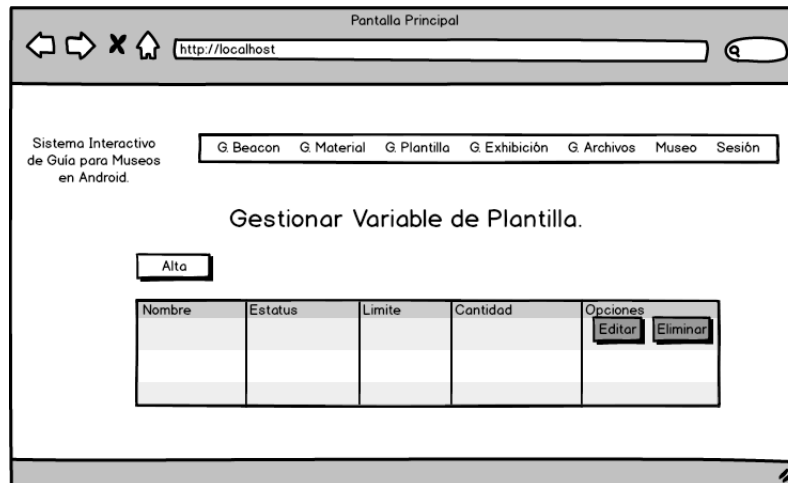 Pantalla Principal
http://localhost
Sistema Interactivo
de Guía para Museos
en Android.
G. Beacon G. Material G. Plantilla G. Exhibición G. Archivos Museo Sesión
Gestionar Variable de Plantilla.
Alta
Nombre Estatus Limite Cantidad Opciones
Editar Eliminar